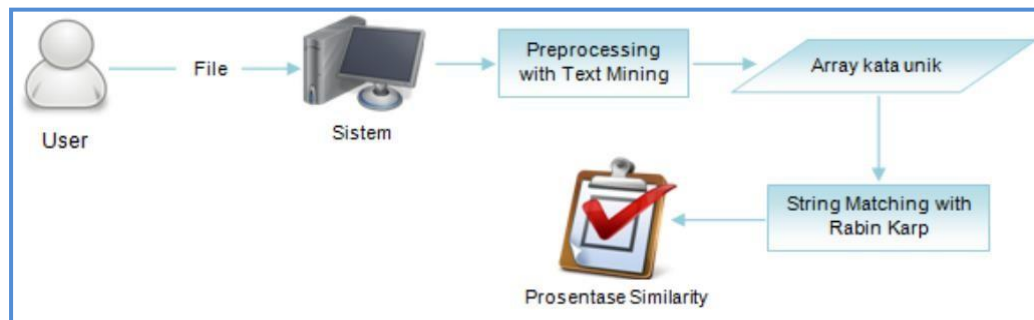 User
File
Sistem
Preprocessing
with Text Mining
Array kata unik
String Matching with
Rabin Karp
Prosentase Similarity